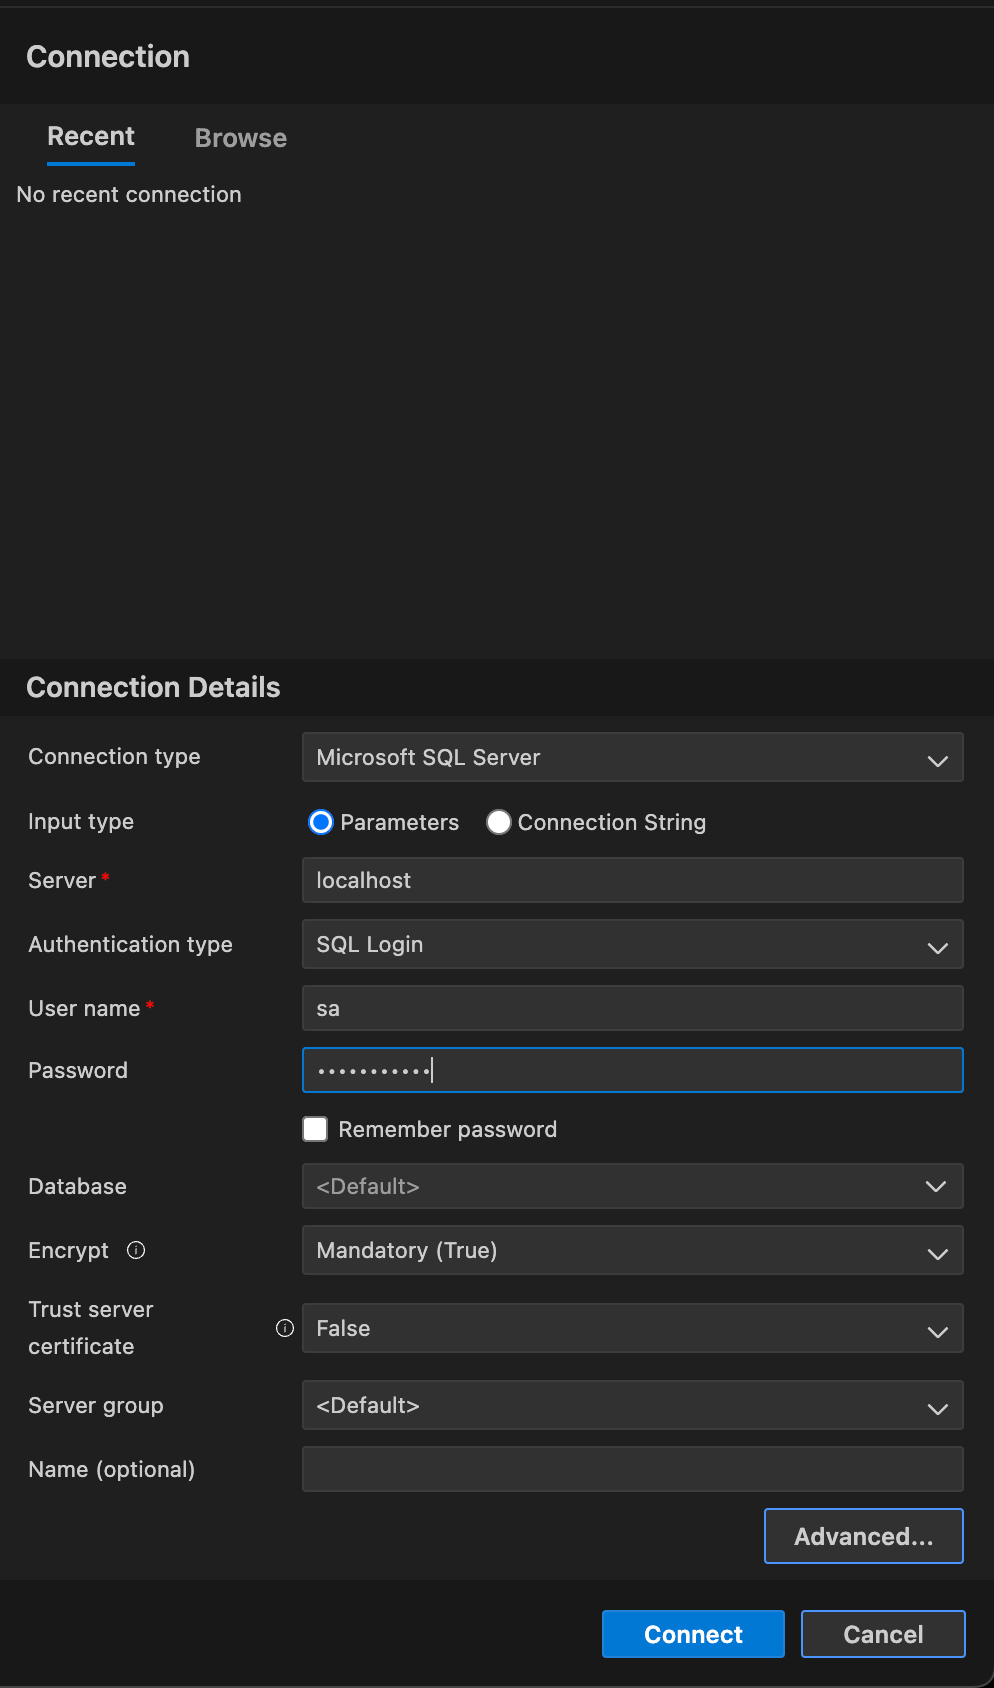 Connection
Recent Browse
No recent connection
Connection Details
Connection type Microsoft SQL Server
Input type Parameters Connection String
Server * localhost
Authentication type SQL Login
User name * sa
Password •••••••••••
Remember password
Database <Default>
Encrypt Mandatory (True)
Trust server
certificate False
Server group <Default>
Name (optional)
Advanced...
Connect Cancel